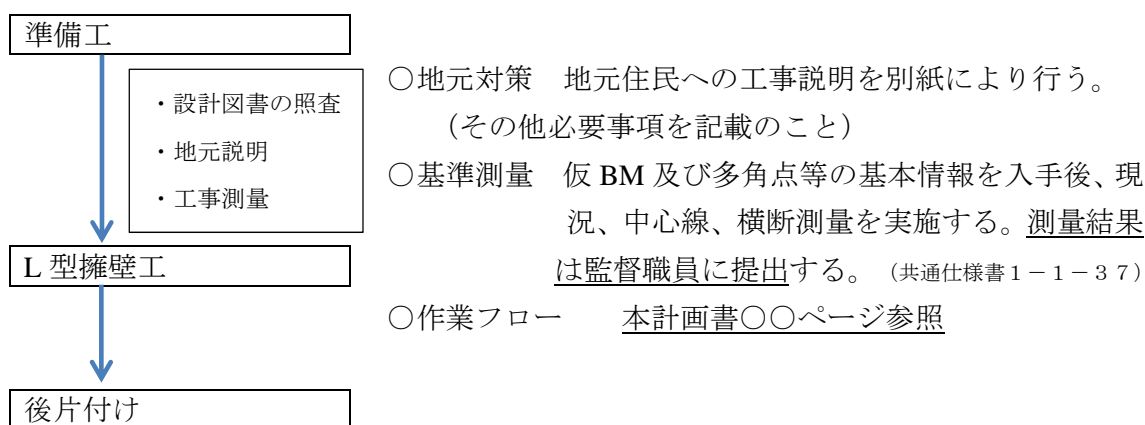 準備工
・設計図書の照査
・地元説明
・工事測量
L 型擁壁工
後片付け
○地元対策　地元住民への工事説明を別紙により行う。
（その他必要事項を記載のこと）
○基準測量　仮 BM 及び多角点等の基本情報を入手後、現
況、中心線、横断測量を実施する。測量結果
は監督職員に提出する。（共通仕様書１－１－３７）
○作業フロー　　本計画書○○ページ参照